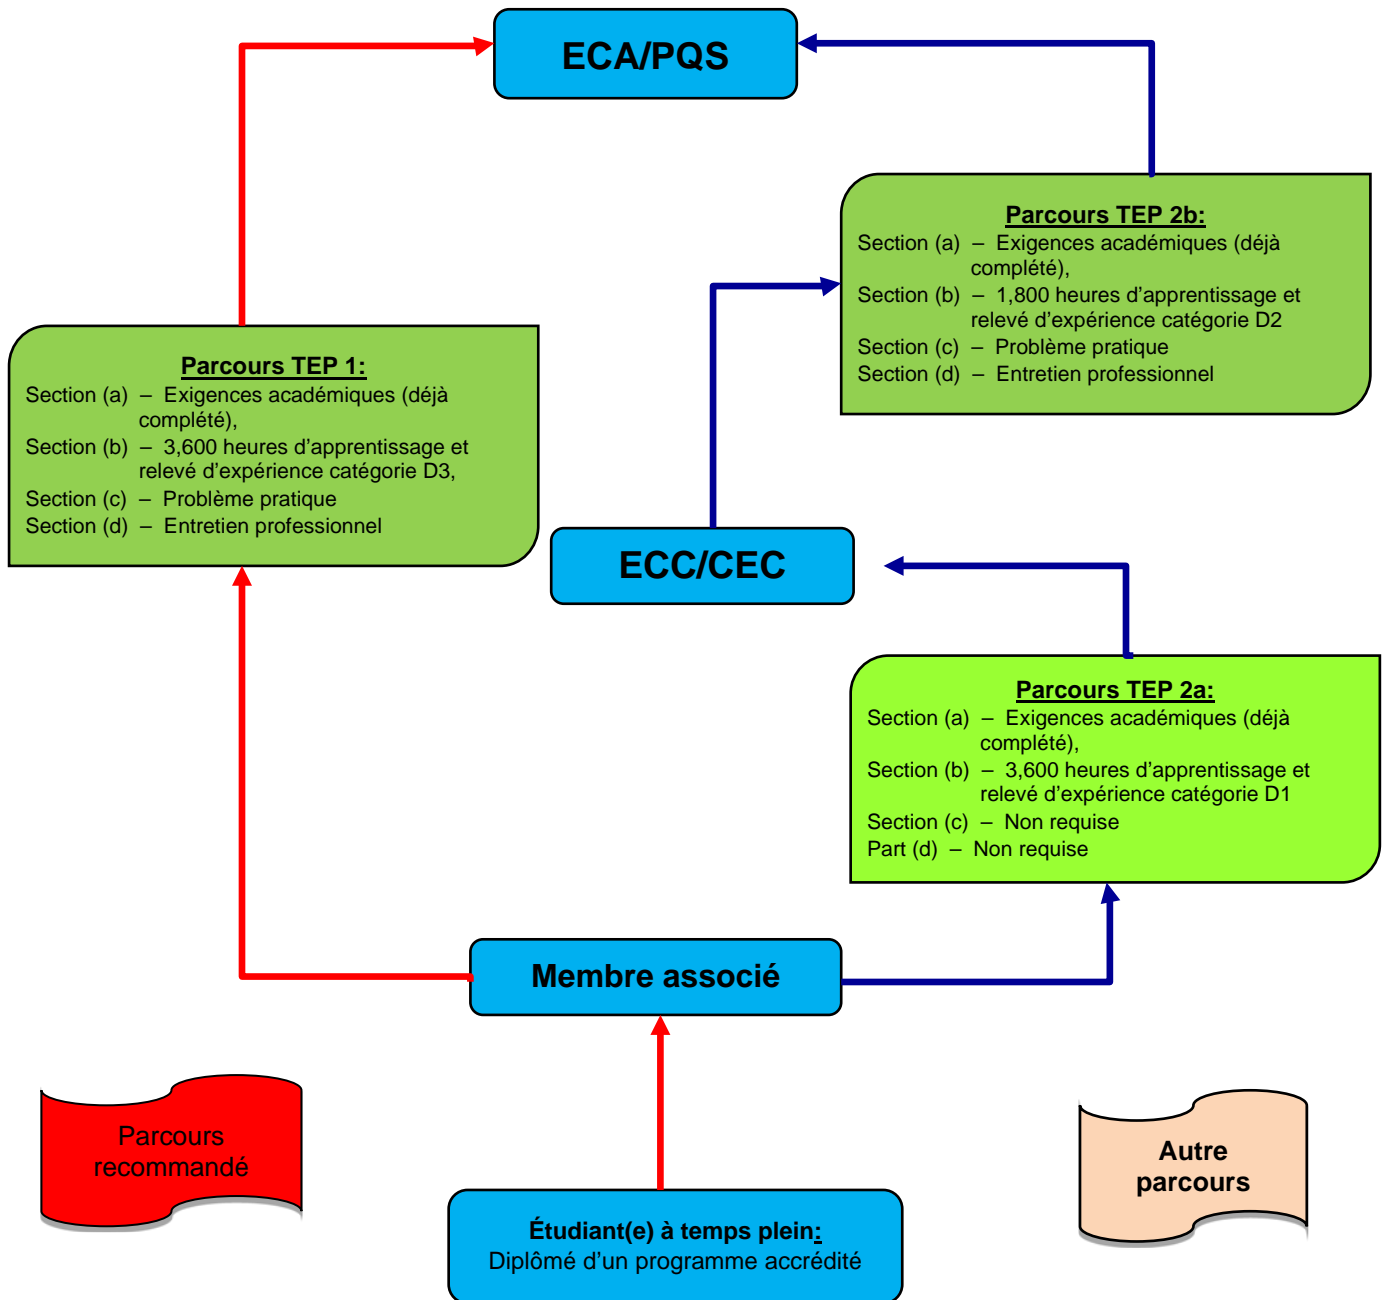 ECA/PQS
Parcours TEP 2b:
Section (a) – Exigences académiques (déjà
complété),
Section (b) – 1,800 heures d’apprentissage et
relevé d’expérience catégorie D2
Section (c) – Problème pratique
Section (d) – Entretien professionnel
Parcours TEP 1:
Section (a) – Exigences académiques (déjà
complété),
Section (b) – 3,600 heures d’apprentissage et
relevé d’expérience catégorie D3,
Section (c) – Problème pratique
Section (d) – Entretien professionnel
ECC/CEC
Parcours TEP 2a:
Section (a) – Exigences académiques (déjà
complété),
Section (b) – 3,600 heures d’apprentissage et
relevé d’expérience catégorie D1
Section (c) – Non requise
Part (d) – Non requise
Membre associé
Parcours
recommandé
Autre
parcours
Étudiant(e) à temps plein:
Diplômé d’un programme accrédité